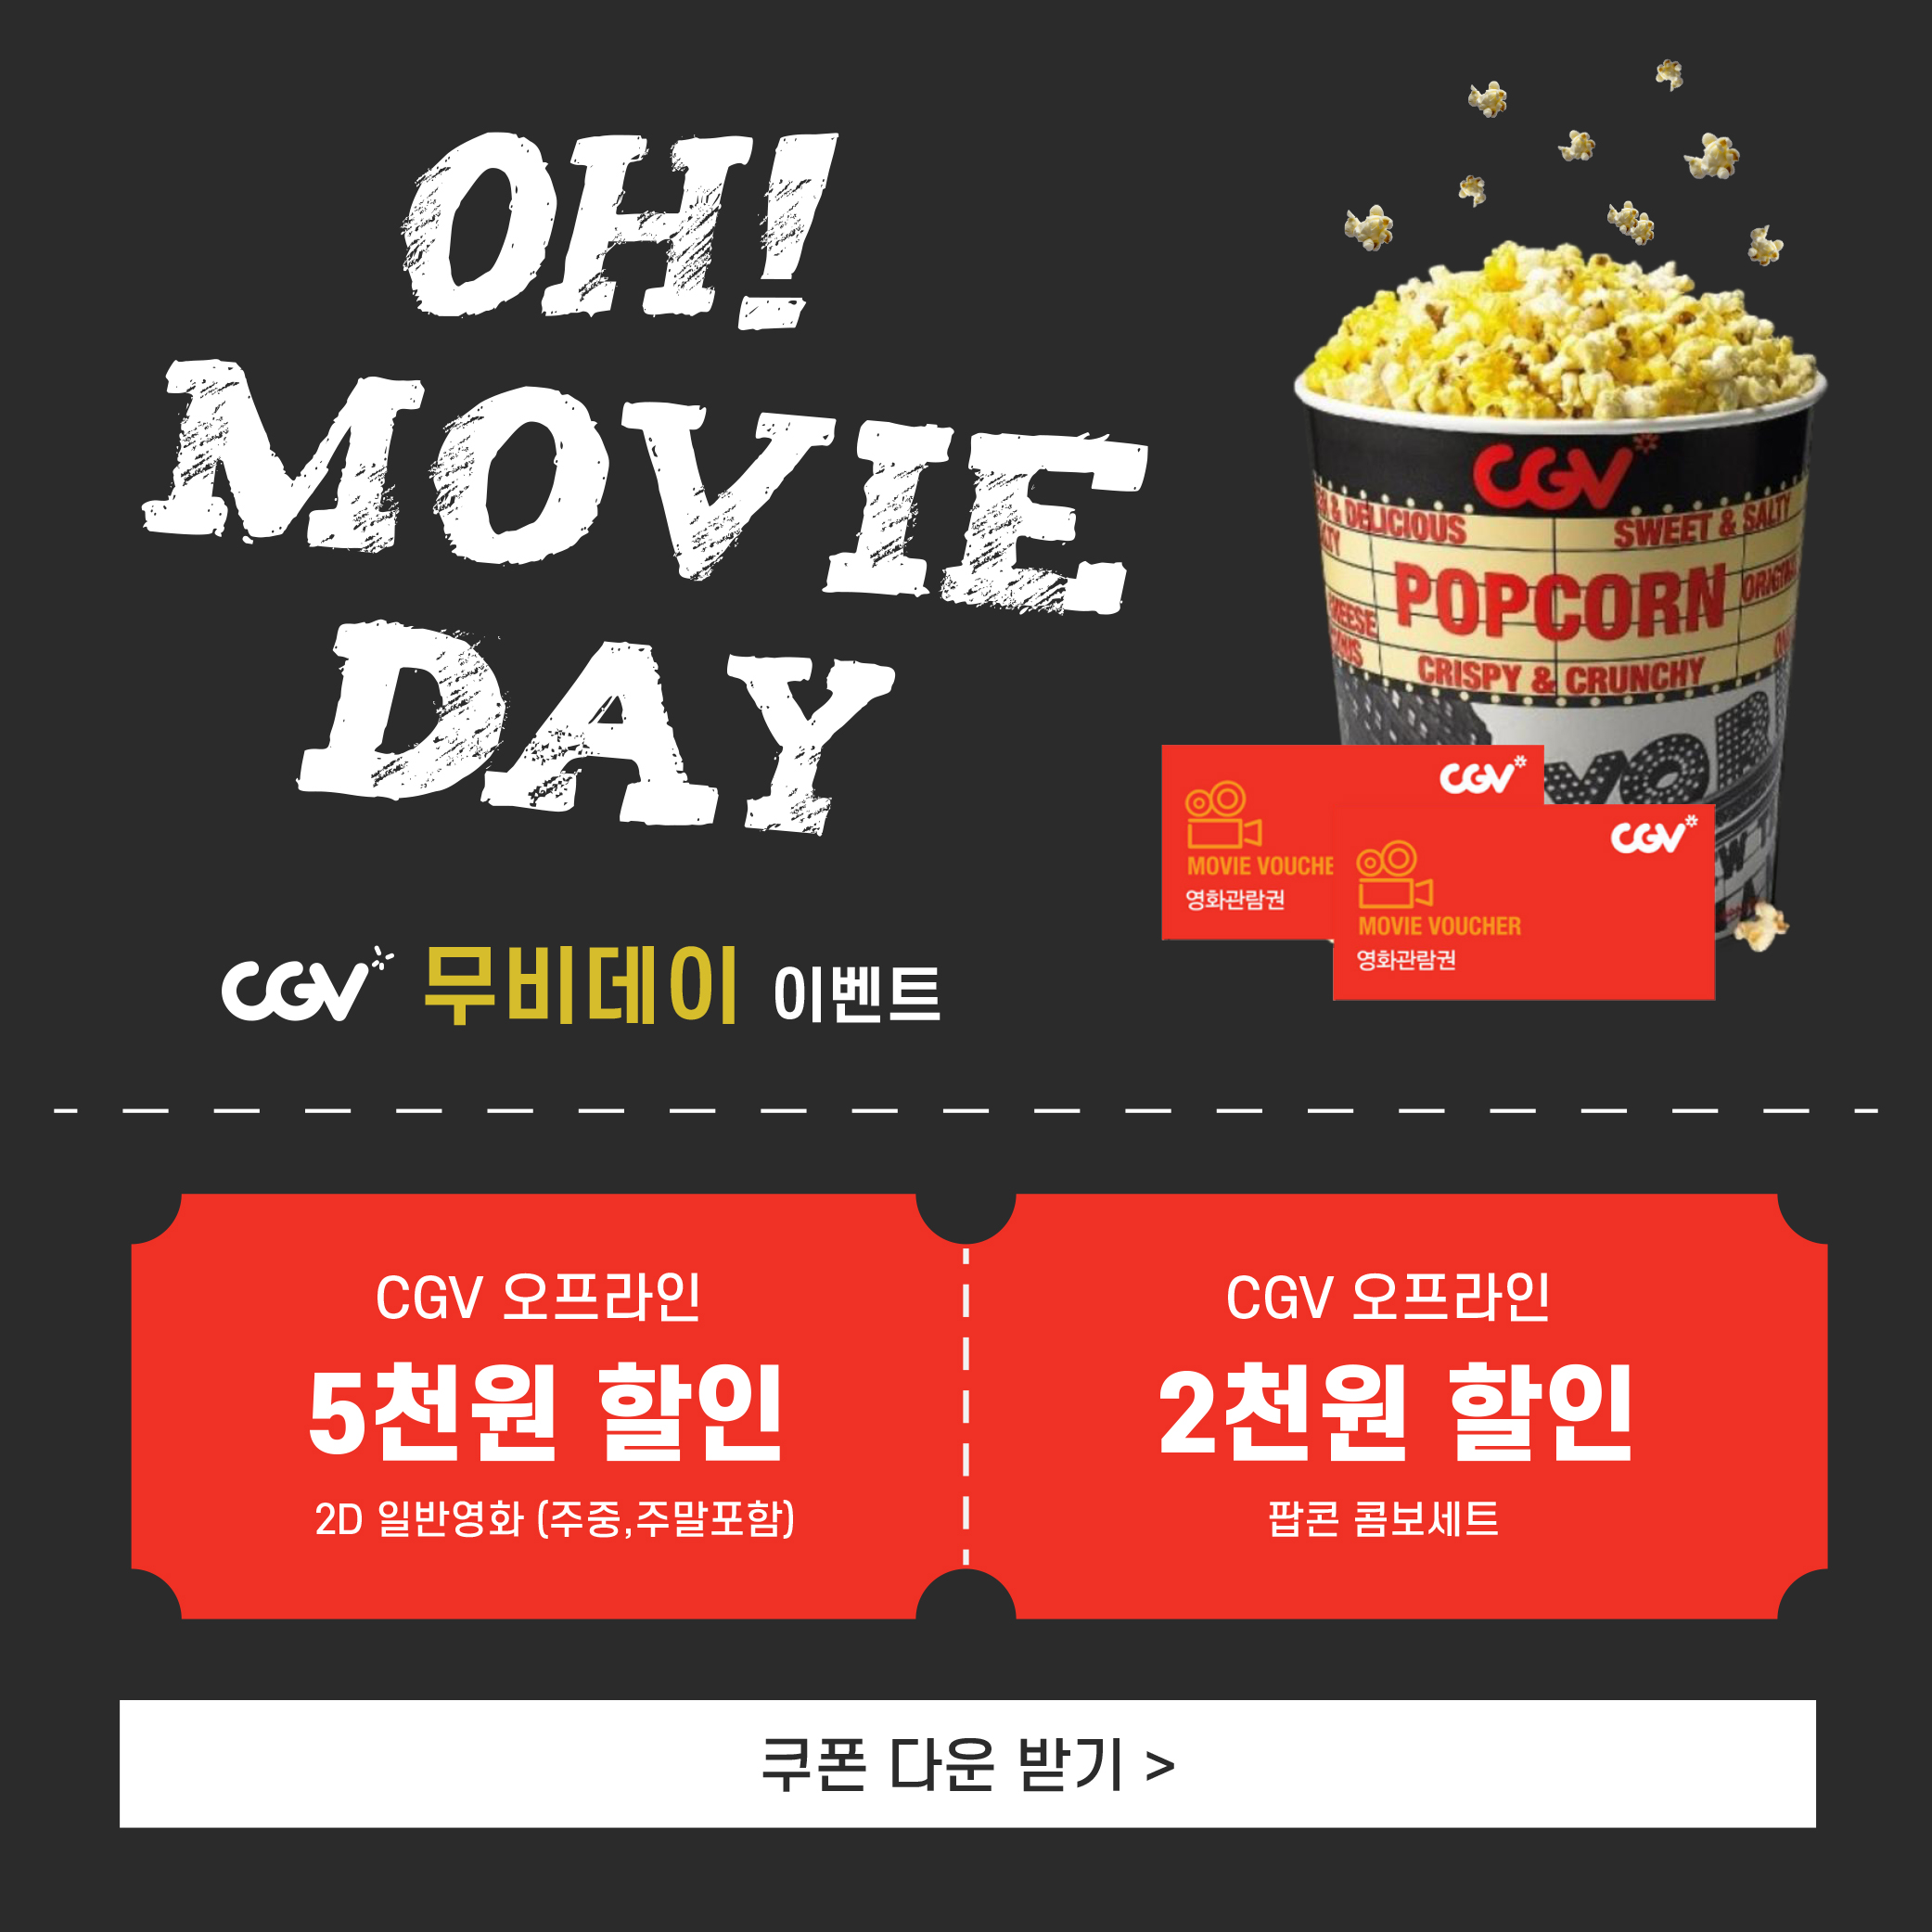 OH!
MOVIE
DAY
CGV 무비데이 이벤트
CGV
& DELICIOUS
SWEET & SALTY
POPCORN
CRISPY & CRUNCHY
CGV
MOVIE VOUCHE
영화관람권
CGV
MOVIE VOUCHER
영화관람권
CGV 오프라인
5천원 할인
2D 일반영화 (주중,주말포함)
CGV 오프라인
2천원 할인
팝콘 콤보세트
쿠폰 다운 받기 >